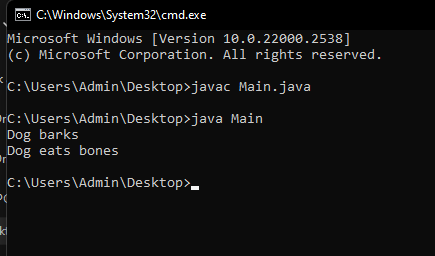 C:\Windows\System32\cmd.exe
Microsoft Windows [Version 10.0.22000.2538]
(c) Microsoft Corporation. All rights reserved.
C:\Users\Admin\Desktop>javac Main.java
C:\Users\Admin\Desktop>java Main
Dog barks
Dog eats bones
C:\Users\Admin\Desktop>